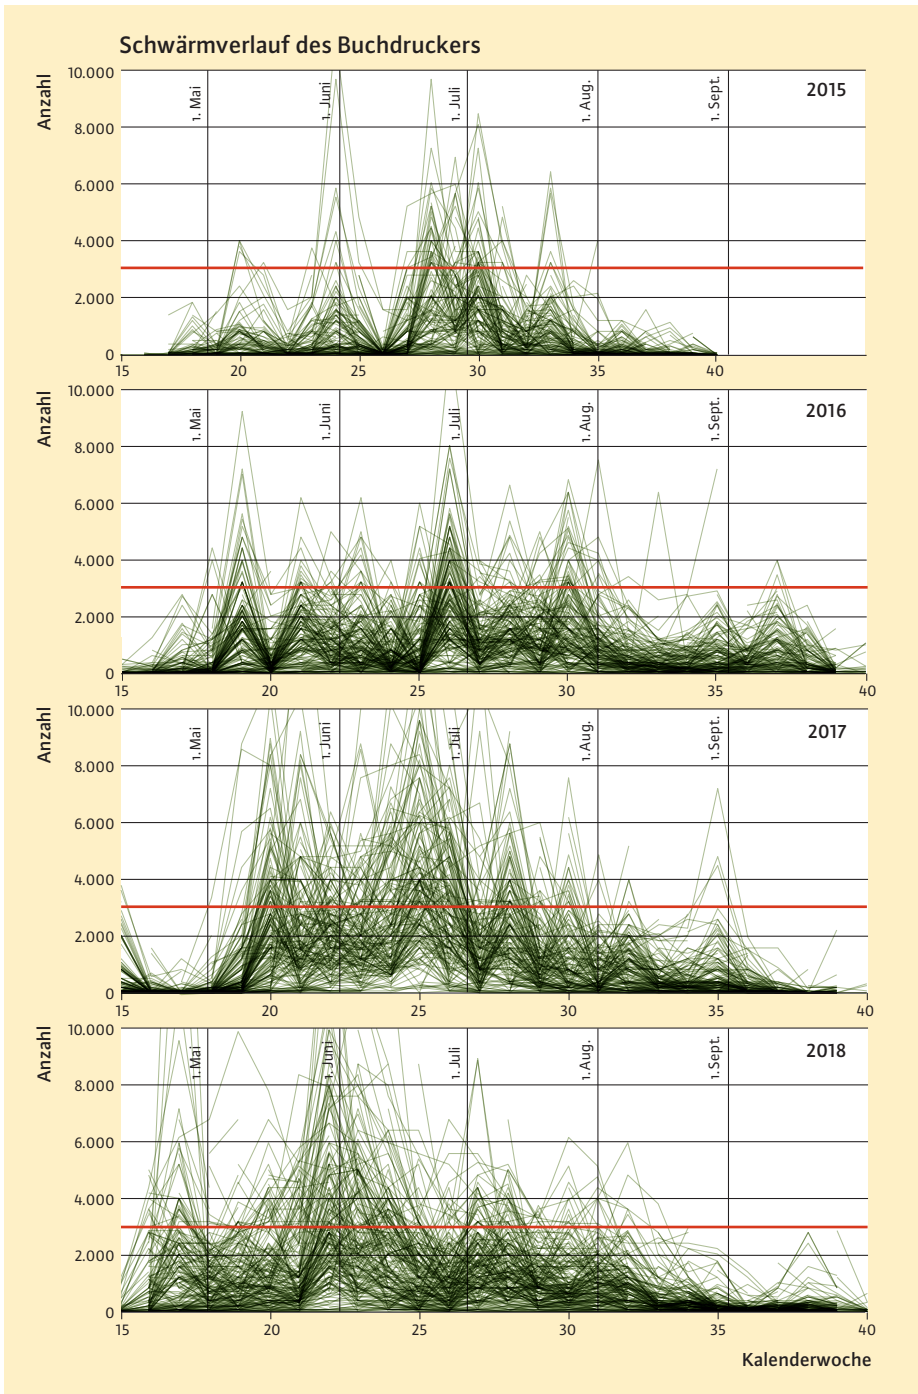 Schwärmverlauf des Buchdruckers
Anzahl
10.000
8.000
6.000
4.000
2.000
0
1. Mai
1. Juni
1. Juli
1. Aug.
1. Sept.
2015
15 20 25 30 35 40
Anzahl
10.000
8.000
6.000
4.000
2.000
0
1. Mai
1. Juni
1. Juli
1. Aug.
1. Sept.
2016
15 20 25 30 35 40
Anzahl
10.000
8.000
6.000
4.000
2.000
0
1. Mai
1. Juni
1. Juli
1. Aug.
1. Sept.
2017
15 20 25 30 35 40
Anzahl
10.000
8.000
6.000
4.000
2.000
0
1. Mai
1. Juni
1. Juli
1. Aug.
1. Sept.
2018
15 20 25 30 35 40
Kalenderwoche